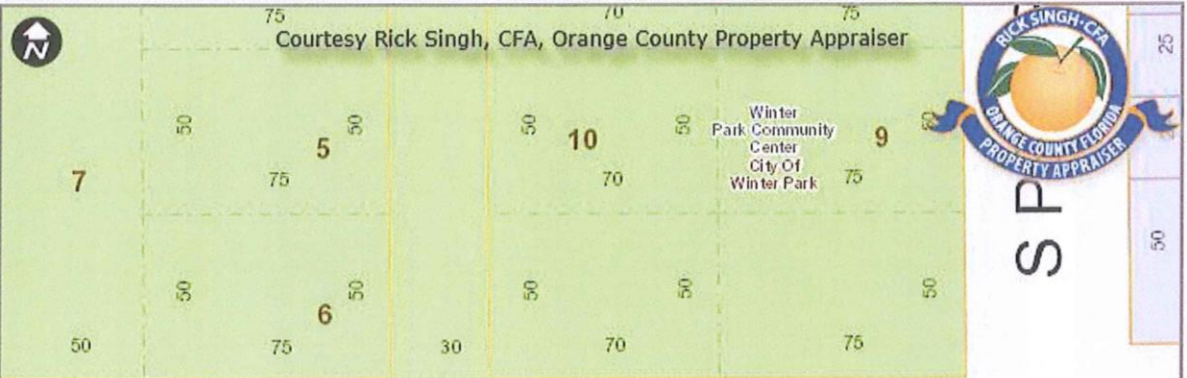 N
75 70 75
Courtesy Rick Singh, CFA, Orange County Property Appraiser
RICK SINGH, CFA
ORANGE COUNTY FLORIDA
PROPERTY APPRAISER
25
50 5 50 50 10 50
Winter
Park Community
Center
City Of
Winter Park
9 50
7 75 70 75
SP
50
50 6 50 50 50 50
50 75 30 70 75